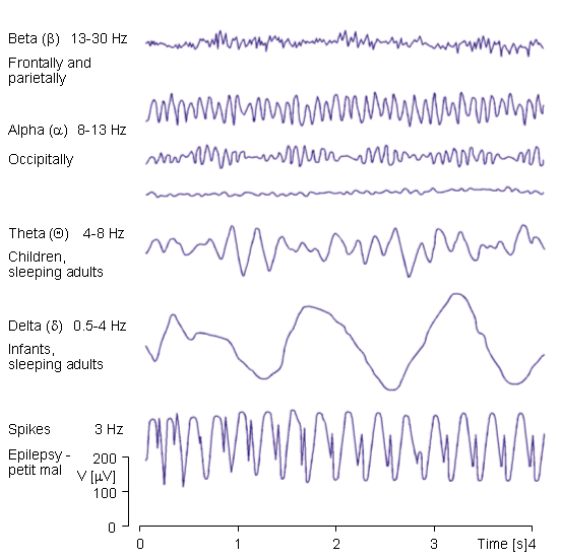 Beta (β) 13-30 Hz
Frontally and
parietally
Alpha (α) 8-13 Hz
Occipitally
Theta (Θ) 4-8 Hz
Children,
sleeping adults
Delta (δ) 0.5-4 Hz
Infants,
sleeping adults
Spikes 3 Hz
Epilepsy -
petit mal
200
V [µV]
100
0
0 1 2 3 Time [s]4